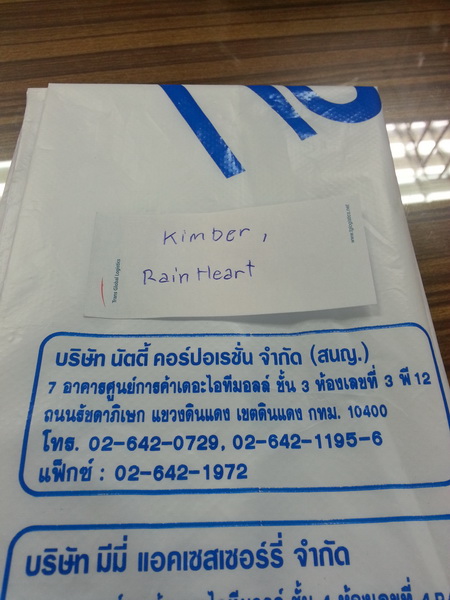 Kimber,
Rain Heart
Trans Global Logistics
บริษัท นัตตี้ คอร์ปอเรชั่น จำกัด (สนญ.)
7 อาคารศูนย์การค้าเดอะไอทีมอลล์ ชั้น 3 ห้องเลขที่ 3 พี 12
ถนนรัชดาภิเษก แขวงดินแดง เขตดินแดง กทม. 10400
โทร. 02-642-0729, 02-642-1195-6
แฟ็กซ์ : 02-642-1972
บริษัท มีมี่ แอคเซสเซอร์รี่ จำกัด